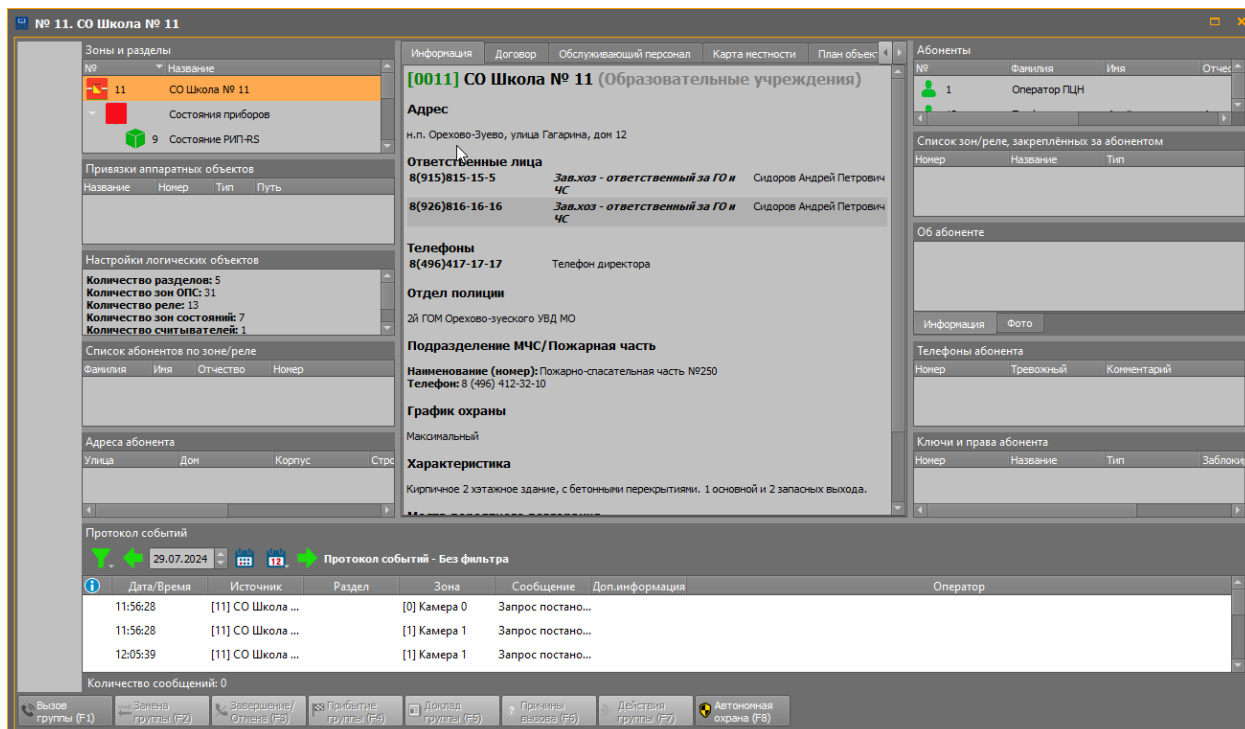 № 11. СО Школа № 11
Зоны и разделы
№ Название
11 СО Школа № 11
Состояния приборов
9 Состояние РИП-RS
Привязки аппаратных объектов
Название Номер Тип Путь
Настройки логических объектов
Количество разделов: 5
Количество зон ОПС: 31
Количество реле: 13
Количество зон состояний: 7
Количество считывателей: 1
Список абонентов по зоне/реле
Фамилия Имя Отчество Номер
Адреса абонента
Улица Дом Корпус Стро
Информация Договор Обслуживающий персонал Карта местности План объект
[0011] СО Школа № 11 (Образовательные учреждения)
Адрес
н.п. Орехово-Зуево, улица Гагарина, дом 12
Ответственные лица
8(915)815-15-5 Зав.хоз - ответственный за ГО и ЧС Сидоров Андрей Петрович
8(926)816-16-16 Зав.хоз - ответственный за ГО и ЧС Сидоров Андрей Петрович
Телефоны
8(496)417-17-17 Телефон директора
Отдел полиции
2й ГОМ Орехово-зуеского УВД МО
Подразделение МЧС/Пожарная часть
Наименование (номер): Пожарно-спасательная часть №250
Телефон: 8 (496) 412-32-10
График охраны
Максимальный
Характеристика
Кирпичное 2 хэтажное здание, с бетонными перекрытиями. 1 основной и 2 запасных выхода.
Абоненты
№ Фамилия Имя Отчес
1 Оператор ПЦН
Список зон/реле, закреплённых за абонентом
Номер Название Тип
Об абоненте
Информация Фото
Телефоны абонента
Номер Тревожный Комментарий
Ключи и права абонента
Номер Название Тип Заблоки
Протокол событий
29.07.2024 12 Протокол событий - Без фильтра
Дата/Время Источник Раздел Зона Сообщение Доп.информация Оператор
11:56:28 [11] СО Школа ... [0] Камера 0 Запрос постано...
11:56:28 [11] СО Школа ... [1] Камера 1 Запрос постано...
12:05:39 [11] СО Школа ... [1] Камера 1 Запрос постано...
Количество сообщений: 0
Вызов группы (F1) Замена группы (F2) Завершение/ Отмена (F3) Прибытие группы (F4) Доклад группы (F5) Причины вызова (F6) Действия группы (F7) Автономная охрана (F8)